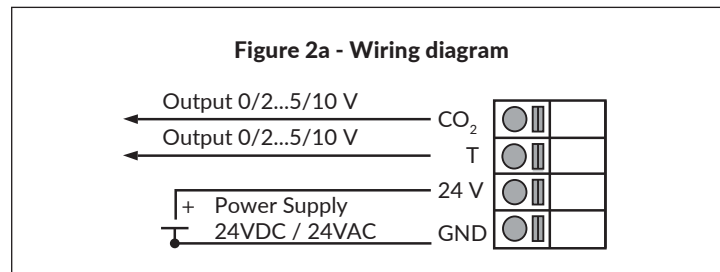 Figure 2a - Wiring diagram
Output 0/2...5/10 V
CO₂
Output 0/2...5/10 V
T
24 V
+ Power Supply
24VDC / 24VAC
GND